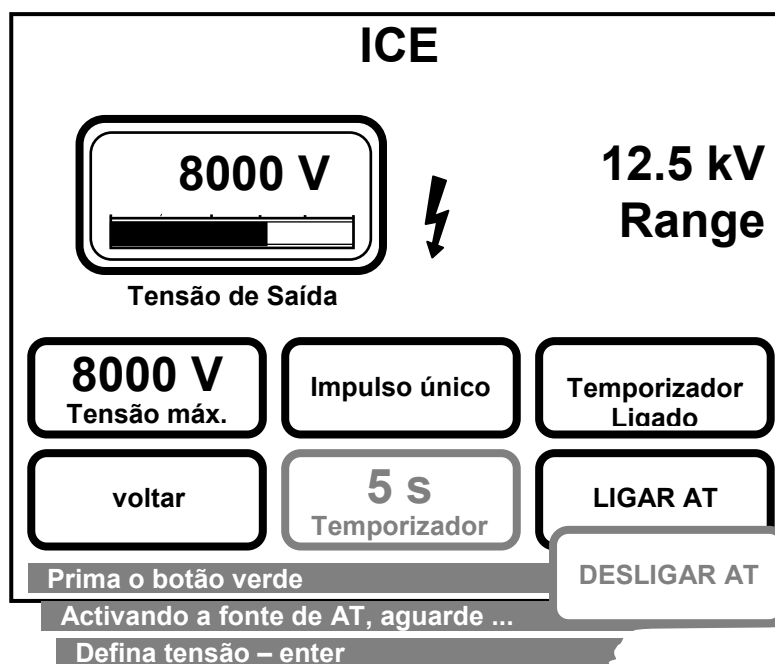 ICE
8000 V
12.5 kV
Range
Tensão de Saída
8000 V
Tensão máx.
Impulso único
Temporizador
Ligado
voltar
5 s
Temporizador
LIGAR AT
DESLIGAR AT
Prima o botão verde
Activando a fonte de AT, aguarde ...
Defina tensão – enter